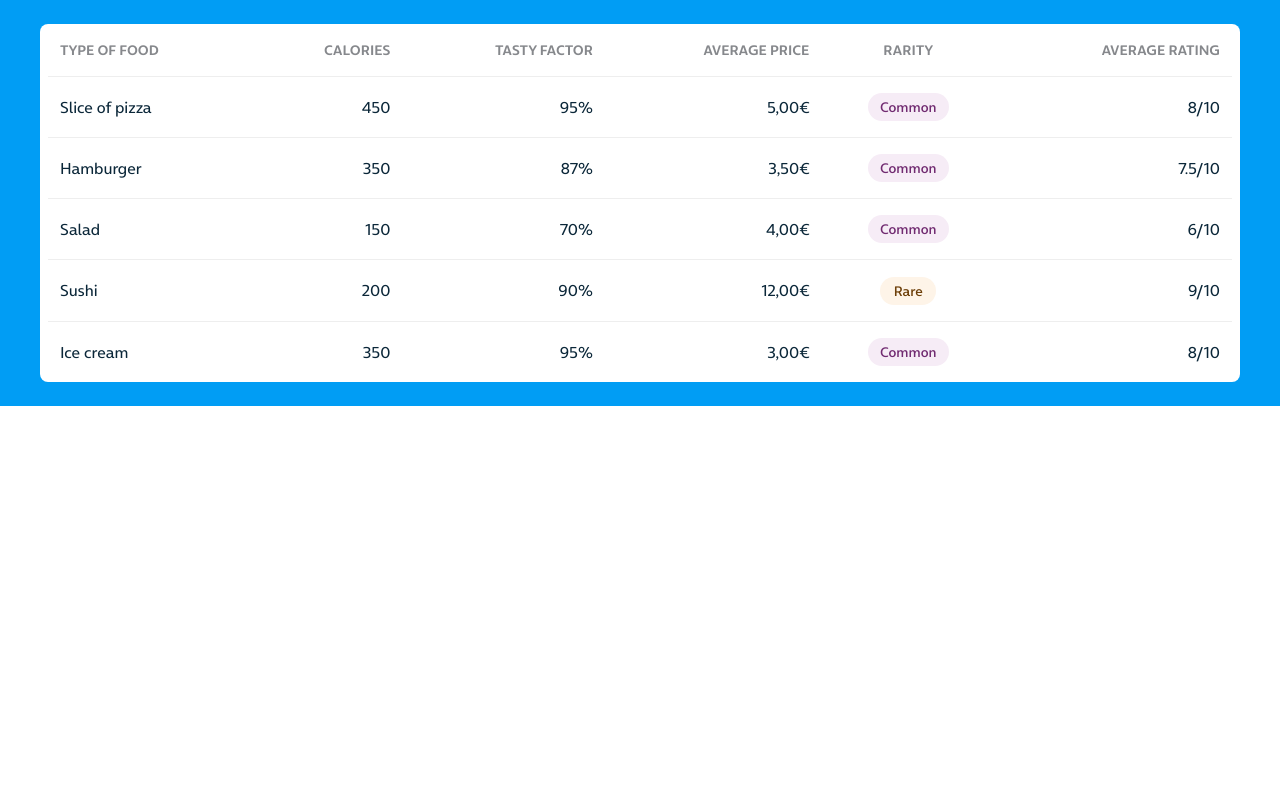 TYPE OF FOOD CALORIES TASTY FACTOR AVERAGE PRICE RARITY AVERAGE RATING
Slice of pizza 450 95% 5,00€ Common 8/10
Hamburger 350 87% 3,50€ Common 7.5/10
Salad 150 70% 4,00€ Common 6/10
Sushi 200 90% 12,00€ Rare 9/10
Ice cream 350 95% 3,00€ Common 8/10